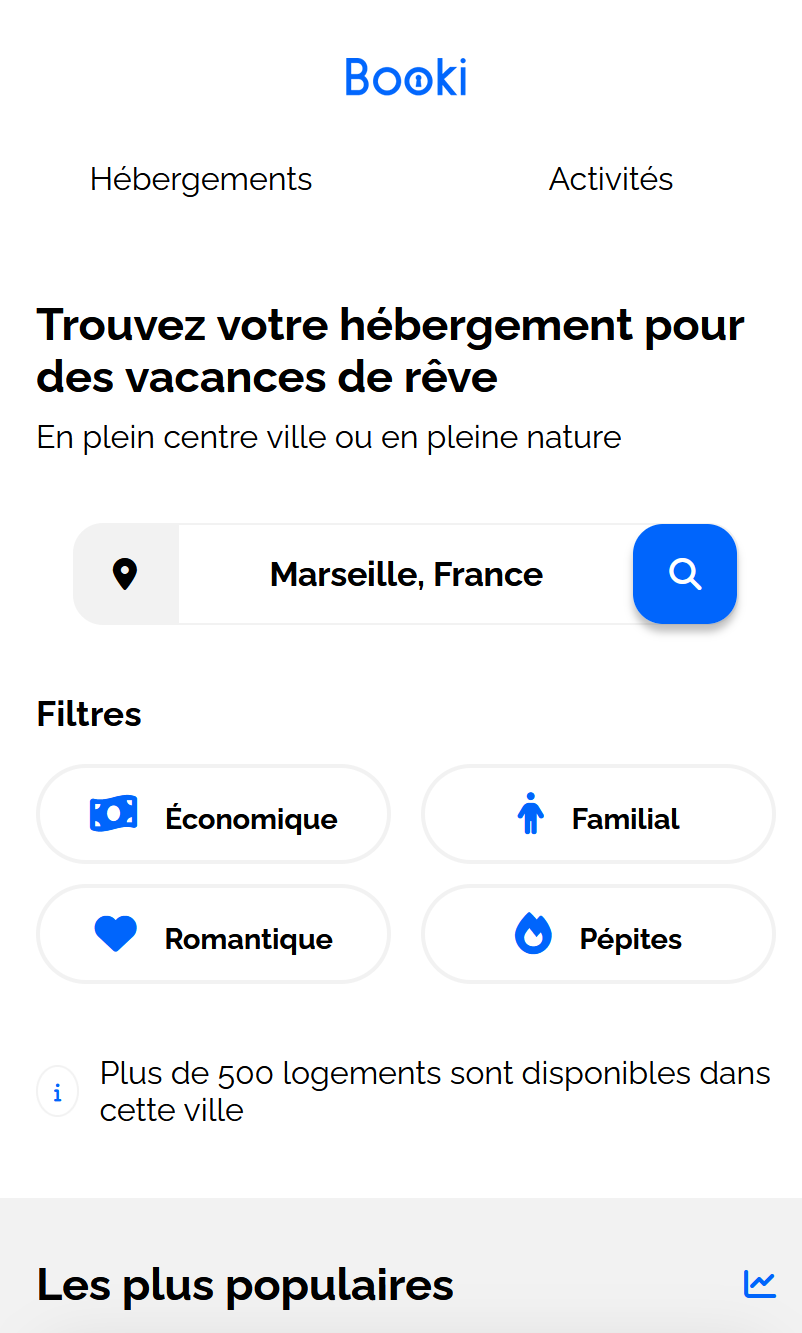 Booki
Hébergements Activités
Trouvez votre hébergement pour
des vacances de rêve
En plein centre ville ou en pleine nature
Marseille, France
Filtres
Économique Familial
Romantique Pépites
i Plus de 500 logements sont disponibles dans
cette ville
Les plus populaires